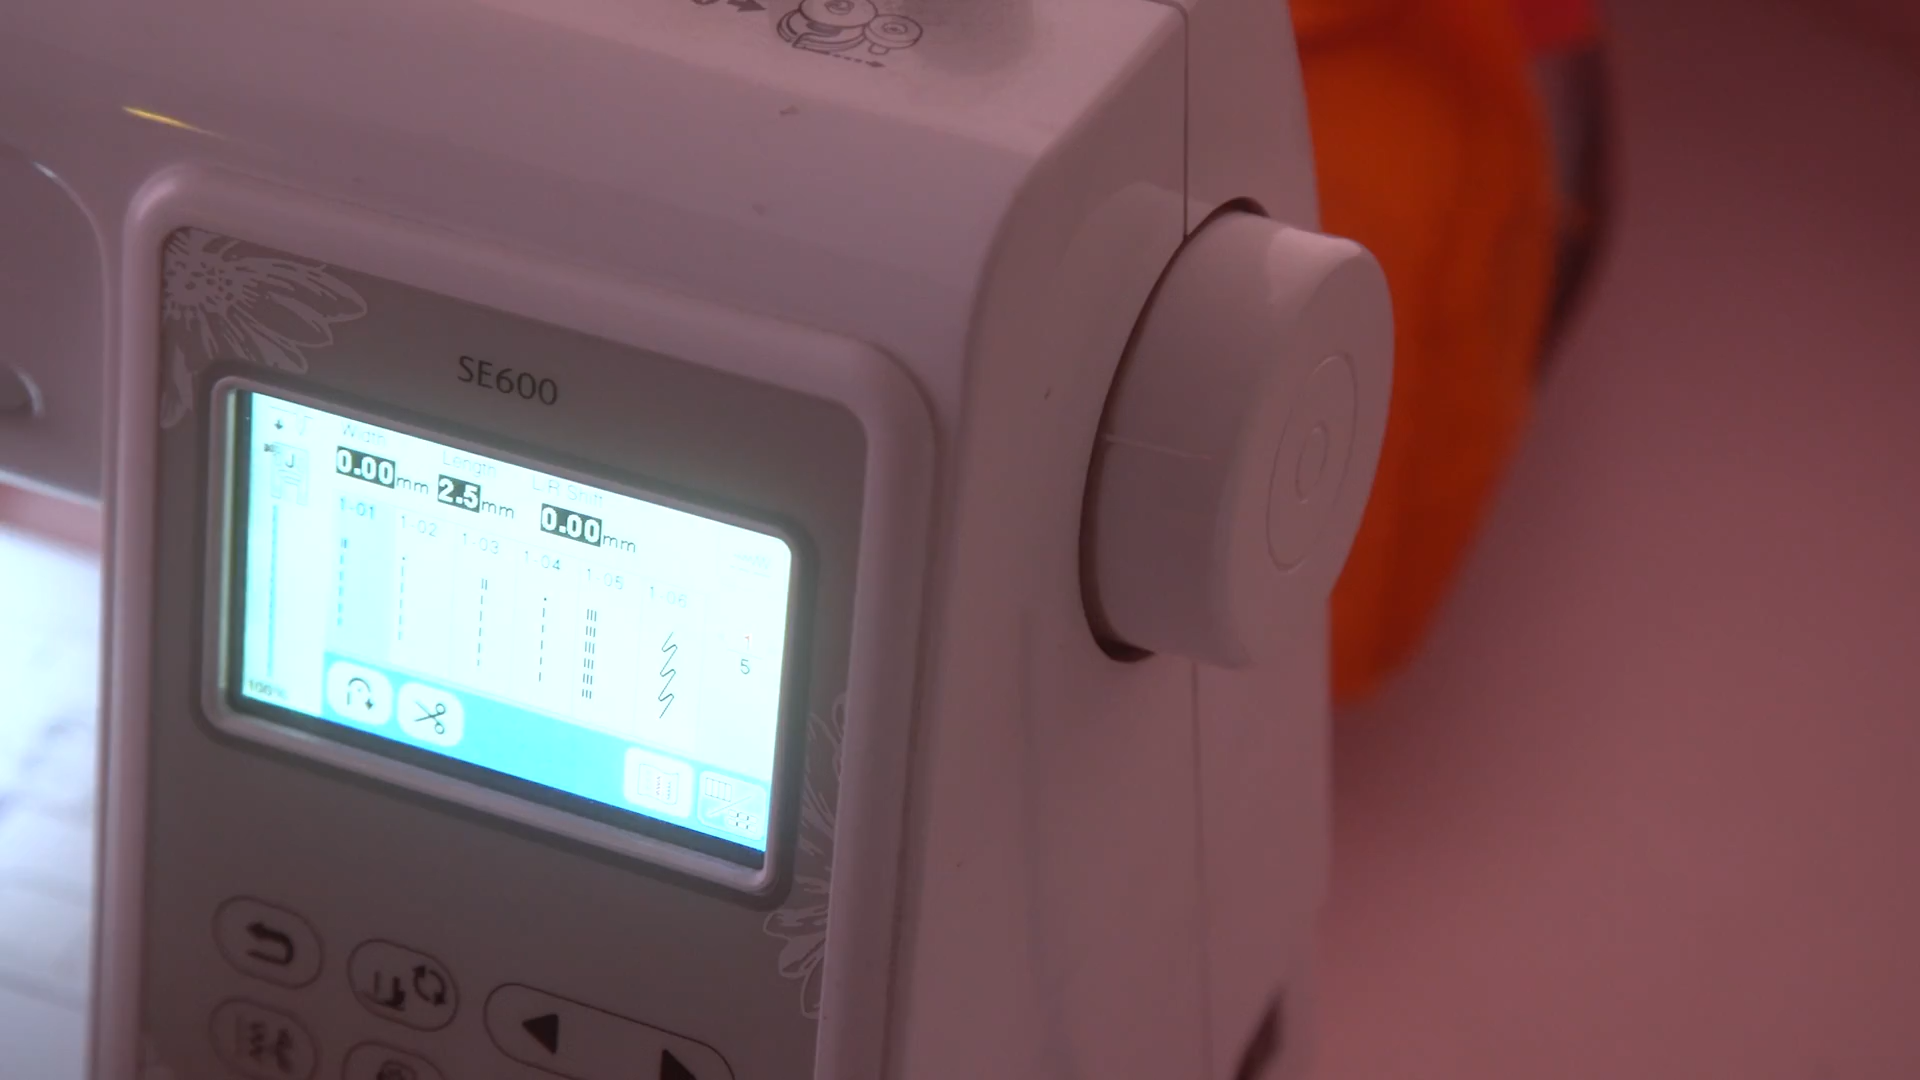 SE600
Width
Length
L/R Shift
0.00mm
2.5mm
0.00mm
1-01
1-02
1-03
1-04
1-05
1-06
1
5
100%